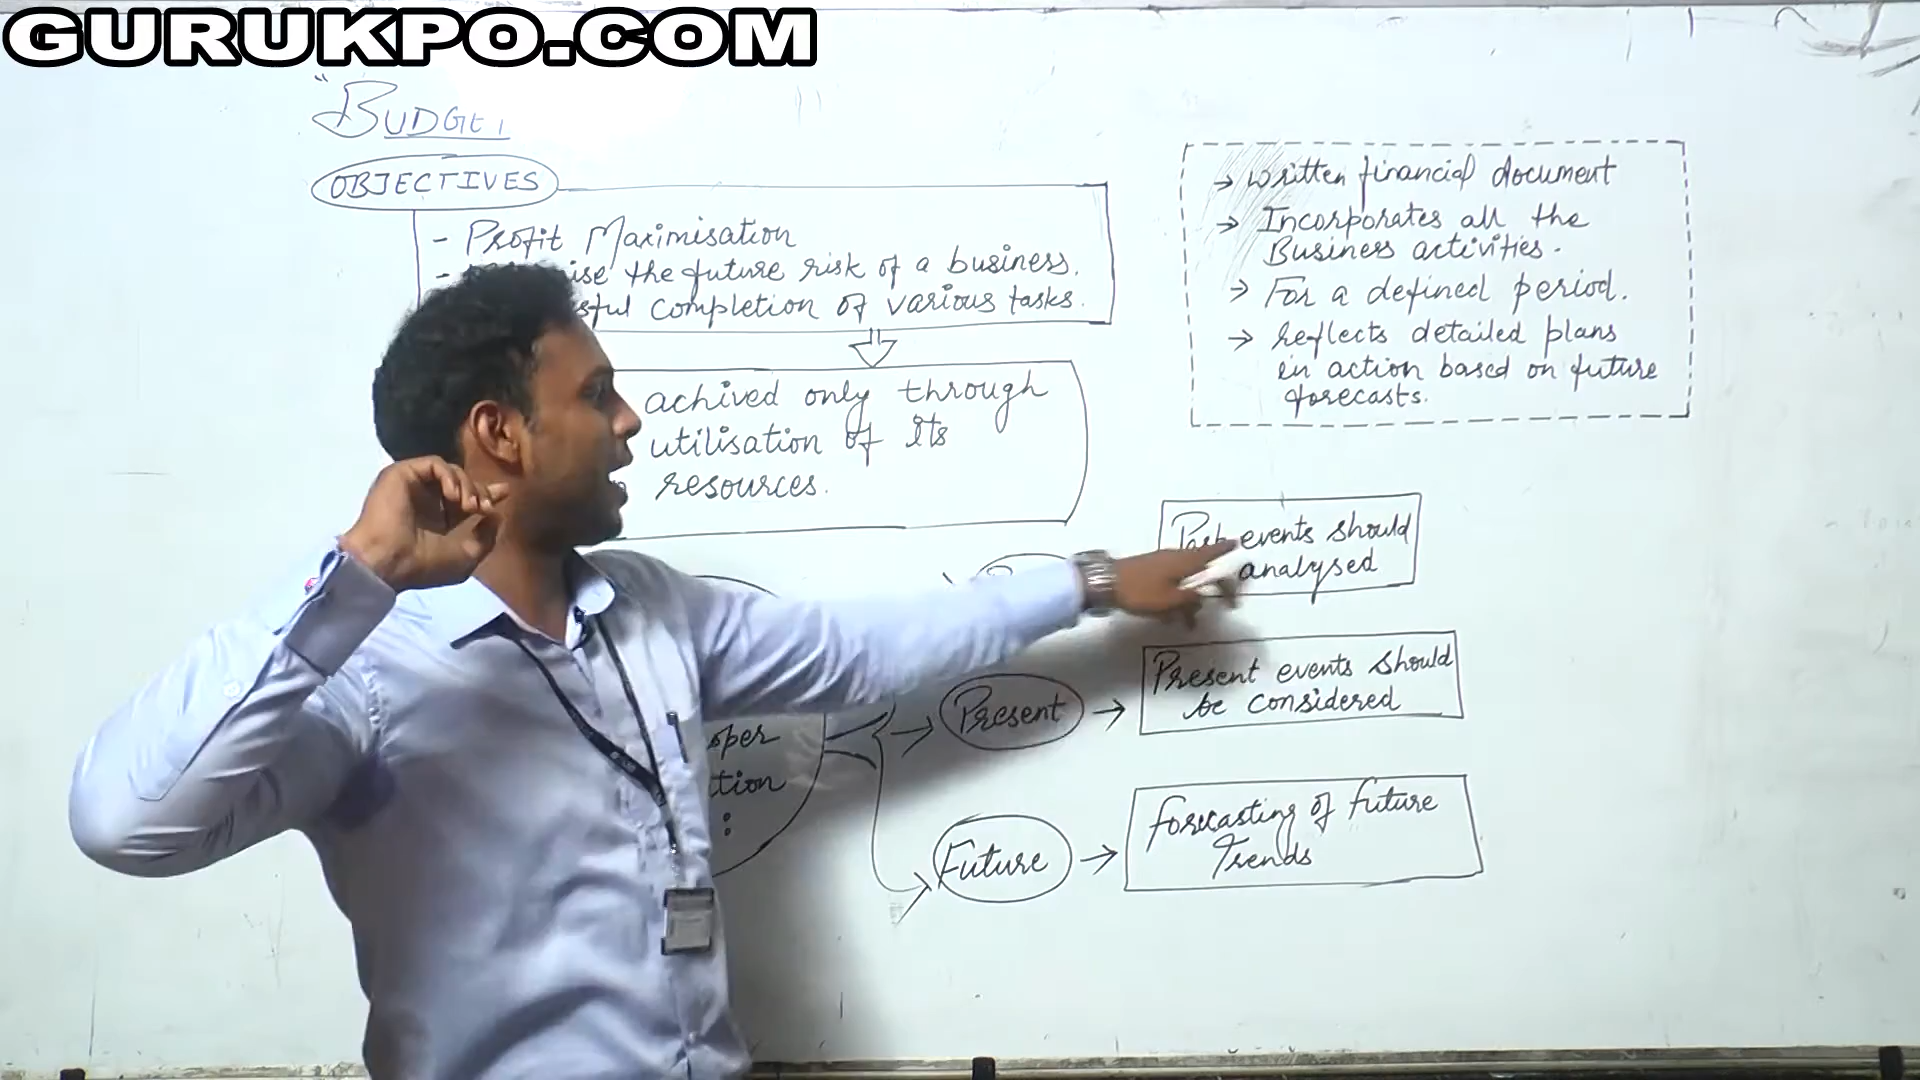 GURUKPO.COM
"BUDGET
OBJECTIVES
- Profit Maximisation
the future risk of a business.
completion of various tasks.
achived only through
utilisation of its
resources.
→ written financial document
→ Incorporates all the
Business activities.
→ For a defined period.
→ reflects detailed plans
in action based on future
forecasts.
Past events should
analysed
Present → Present events should
be considered
Future → forecasting of future
Trends